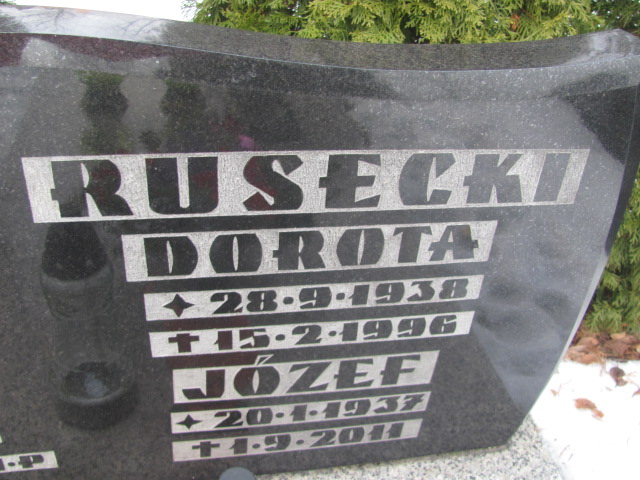 RUSECKI
DOROTA
✦ 28·9·1938
✝ 15·2·1996
JÓZEF
✦ 20·1·1937
✝ 1·9·2011